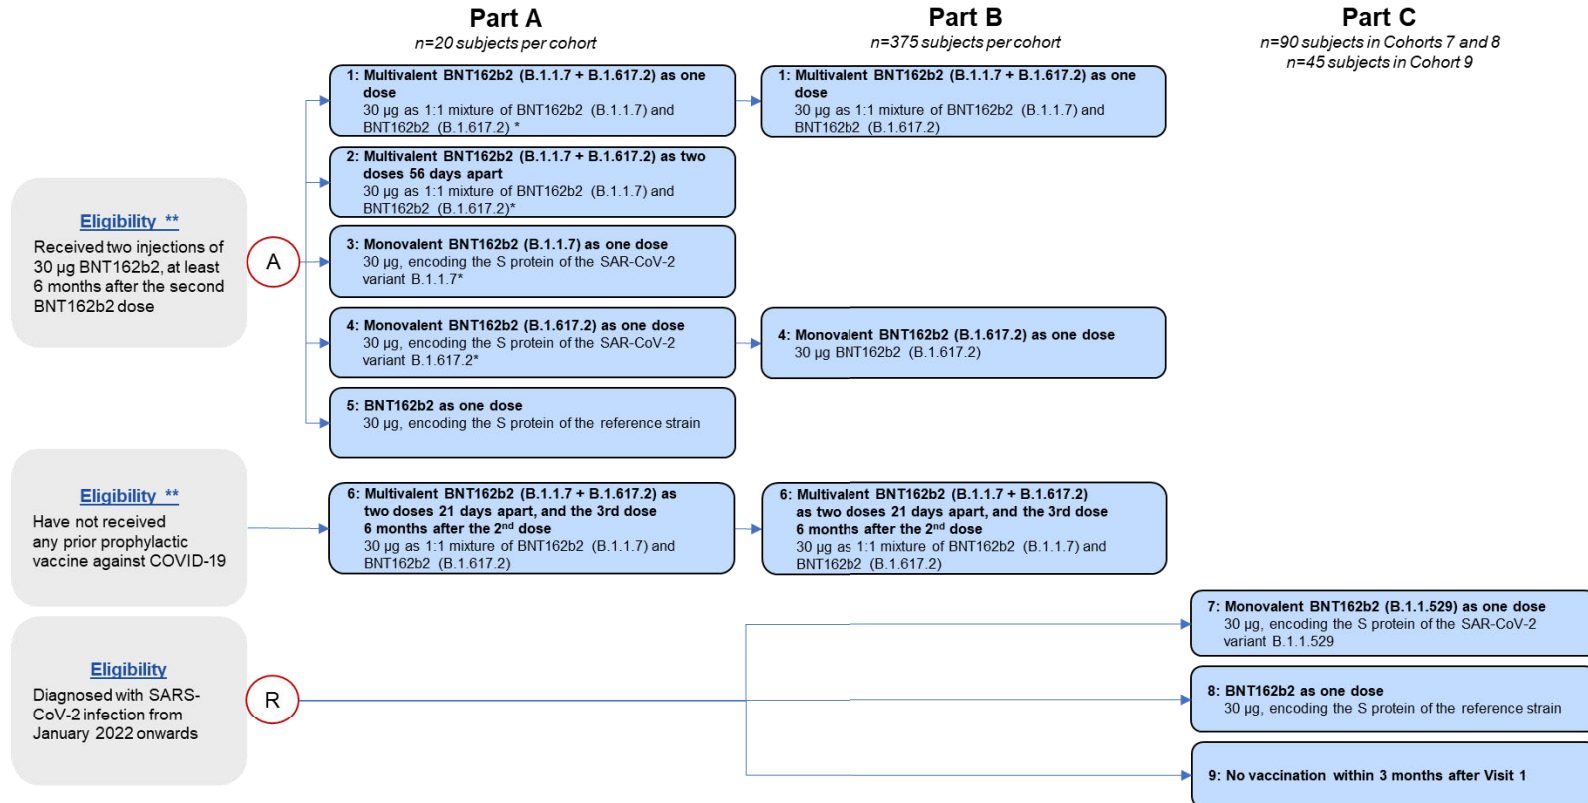 Part A
n=20 subjects per cohort
Part B
n=375 subjects per cohort
Part C
n=90 subjects in Cohorts 7 and 8
n=45 subjects in Cohort 9
Eligibility **
Received two injections of
30 µg BNT162b2, at least
6 months after the second
BNT162b2 dose
A
1: Multivalent BNT162b2 (B.1.1.7 + B.1.617.2) as one
dose
30 µg as 1:1 mixture of BNT162b2 (B.1.1.7) and
BNT162b2 (B.1.617.2) *
1: Multivalent BNT162b2 (B.1.1.7 + B.1.617.2) as one
dose
30 µg as 1:1 mixture of BNT162b2 (B.1.1.7) and
BNT162b2 (B.1.617.2)
2: Multivalent BNT162b2 (B.1.1.7 + B.1.617.2) as two
doses 56 days apart
30 µg as 1:1 mixture of BNT162b2 (B.1.1.7) and
BNT162b2 (B.1.617.2)*
3: Monovalent BNT162b2 (B.1.1.7) as one dose
30 µg, encoding the S protein of the SAR-CoV-2
variant B.1.1.7*
4: Monovalent BNT162b2 (B.1.617.2) as one dose
30 µg, encoding the S protein of the SAR-CoV-2
variant B.1.617.2*
4: Monovalent BNT162b2 (B.1.617.2) as one dose
30 µg BNT162b2 (B.1.617.2)
5: BNT162b2 as one dose
30 µg, encoding the S protein of the reference strain
Eligibility **
Have not received
any prior prophylactic
vaccine against COVID-19
6: Multivalent BNT162b2 (B.1.1.7 + B.1.617.2) as
two doses 21 days apart, and the 3rd dose
6 months after the 2nd dose
30 µg as 1:1 mixture of BNT162b2 (B.1.1.7) and
BNT162b2 (B.1.617.2)
6: Multivalent BNT162b2 (B.1.1.7 + B.1.617.2)
as two doses 21 days apart, and the 3rd dose
6 months after the 2nd dose
30 µg as 1:1 mixture of BNT162b2 (B.1.1.7) and
BNT162b2 (B.1.617.2)
Eligibility
Diagnosed with SARS-
CoV-2 infection from
January 2022 onwards
R
7: Monovalent BNT162b2 (B.1.1.529) as one dose
30 µg, encoding the S protein of the SAR-CoV-2
variant B.1.1.529
8: BNT162b2 as one dose
30 µg, encoding the S protein of the reference strain
9: No vaccination within 3 months after Visit 1